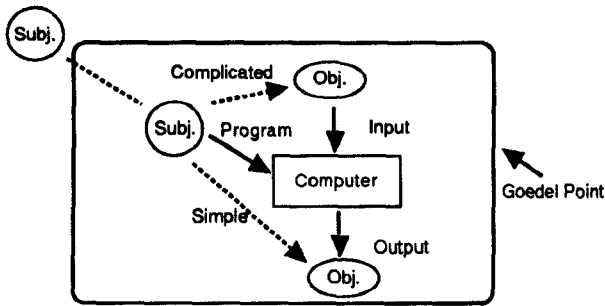 Subj.
Complicated
Obj.
Subj.
Program
Input
Computer
Goedel Point
Simple
Output
Obj.